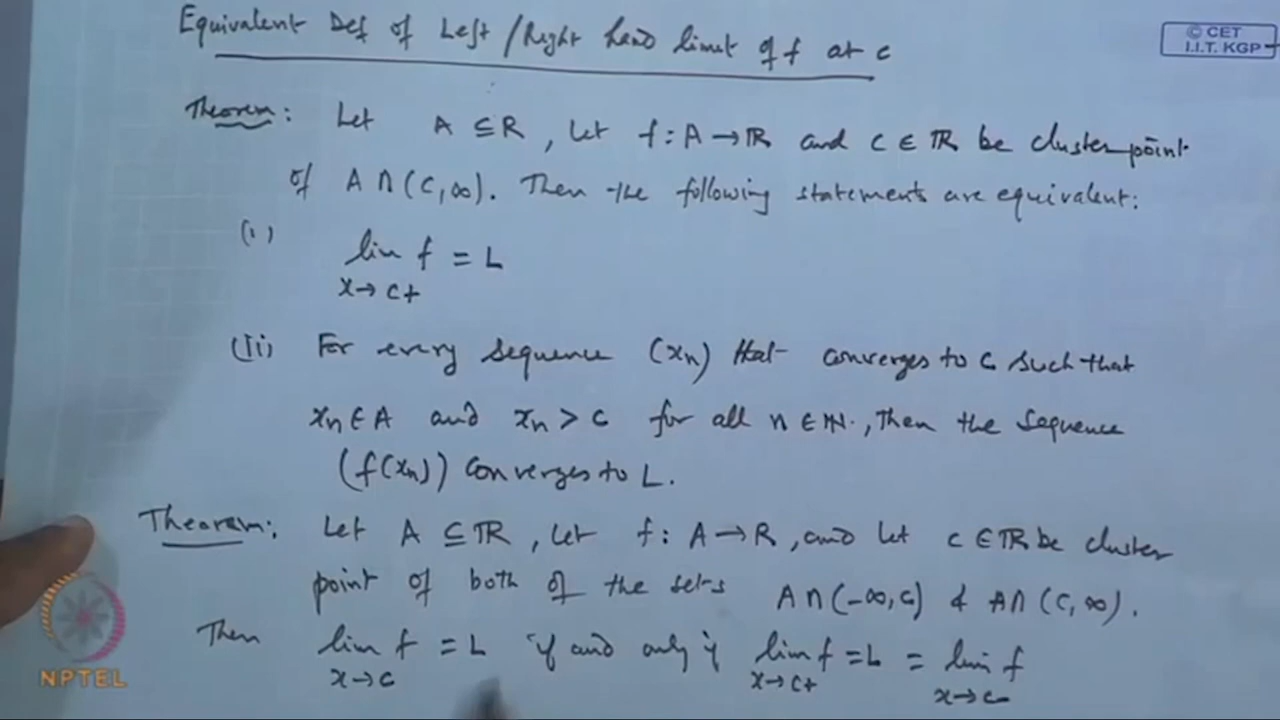 Equivalent Def of Left/Right hand limit of f at c
© CET
I.I.T. KGP
Theorem: Let A ⊆ R, Let f: A → ℝ and c ∈ ℝ be cluster point
of A ∩ (c, ∞). Then the following statements are equivalent:
(i)
lim f = L
x → c+
(ii) For every sequence (xn) that converges to c such that
xn ∈ A and xn > c for all n ∈ ℕ., Then the sequence
(f(xn)) converges to L.
Theorem: Let A ⊆ ℝ, Let f: A → R, and let c ∈ ℝ be cluster
point of both of the sets A ∩ (-∞, c) & A ∩ (c, ∞).
Then lim f = L if and only if lim f = L = lim f
x → c x → c+ x → c-
NPTEL